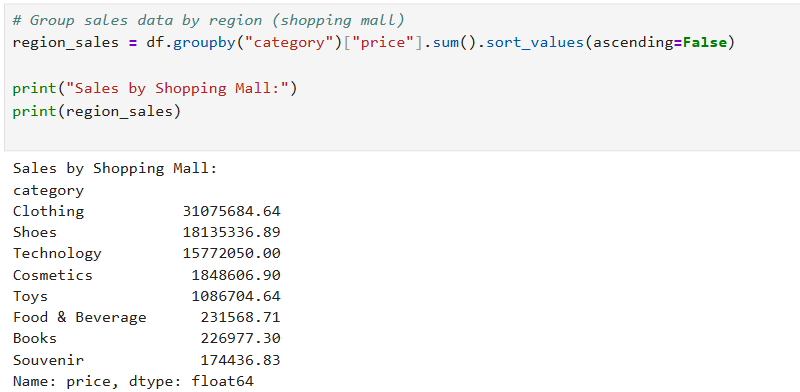 # Group sales data by region (shopping mall)
region_sales = df.groupby("category")["price"].sum().sort_values(ascending=False)
print("Sales by Shopping Mall:")
print(region_sales)
Sales by Shopping Mall:
category
Clothing 31075684.64
Shoes 18135336.89
Technology 15772050.00
Cosmetics 1848606.90
Toys 1086704.64
Food & Beverage 231568.71
Books 226977.30
Souvenir 174436.83
Name: price, dtype: float64